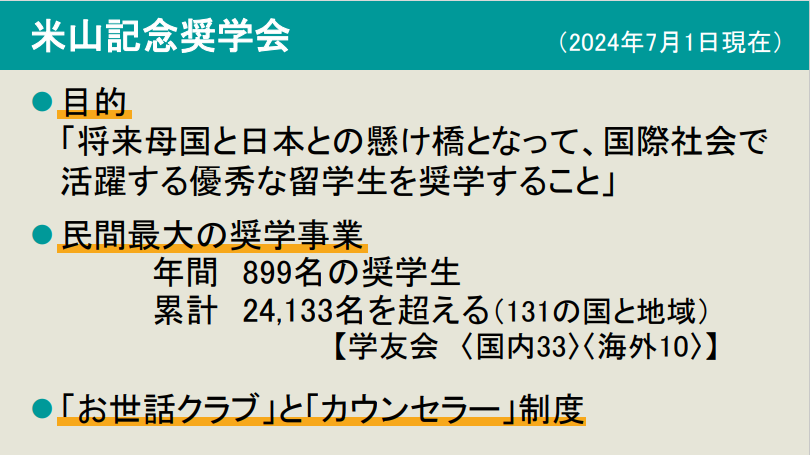 米山記念奨学会
（2024年7月1日現在）
●目的
「将来母国と日本との懸け橋となって、国際社会で
活躍する優秀な留学生を奨学すること」
●民間最大の奨学事業
年間　899名の奨学生
累計　24,133名を超える（131の国と地域）
【学友会　〈国内33〉〈海外10〉】
●「お世話クラブ」と「カウンセラー」制度